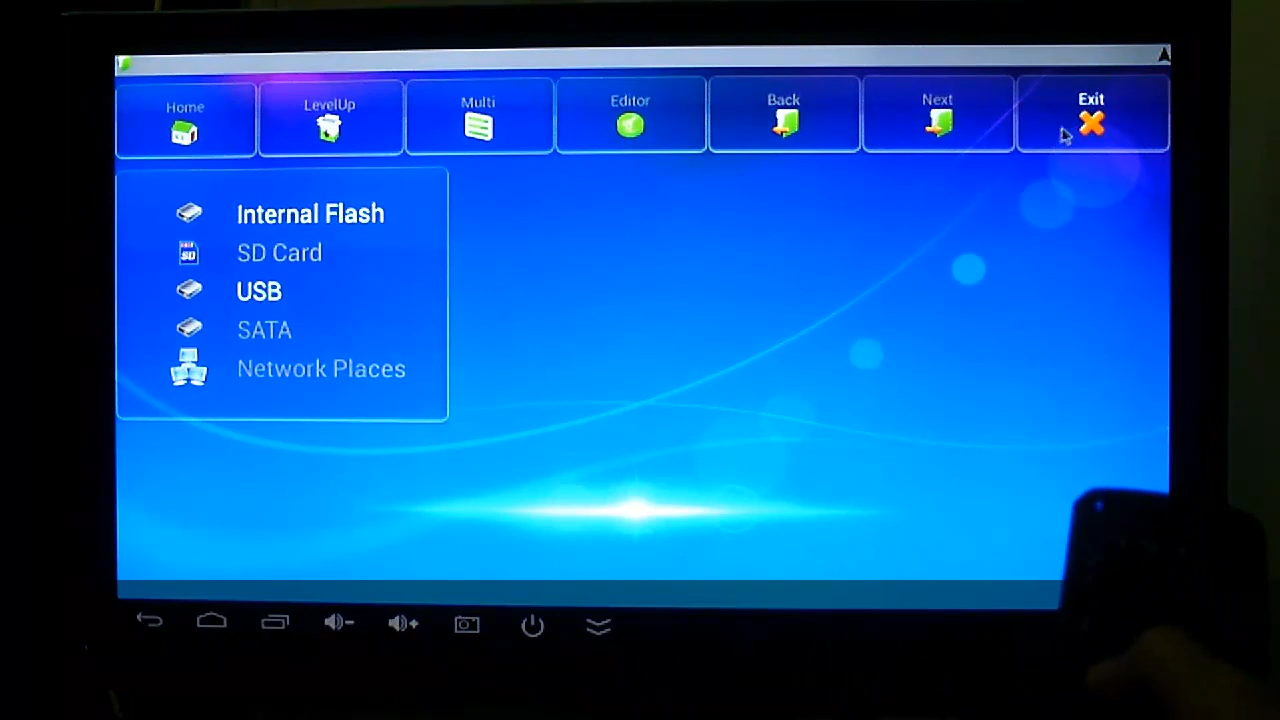 Home
LevelUp
Multi
Editor
Back
Next
Exit
Internal Flash
SD Card
USB
SATA
Network Places